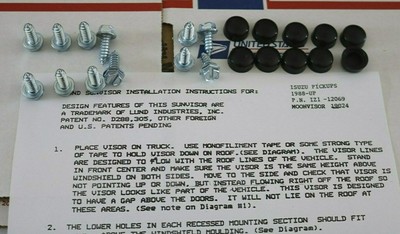 UNITED STATES
SUNVISOR INSTALLATION INSTRUCTIONS FOR:
ISUZU PICKUPS
1988-UP
P.N. IZI -12069
MOONVISOR 10024
DESIGN FEATURES OF THIS SUNVISOR ARE
A TRADEMARK OF LUND INDUSTRIES, INC.
PATENT NO. D288,305, OTHER FOREIGN
AND U.S. PATENTS PENDING
1. PLACE VISOR ON TRUCK. USE MONOFILIMENT TAPE OR SOME STRONG TYPE
OF TAPE TO HOLD VISOR DOWN ON ROOF.(SEE DIAGRAM). THE VISOR LINES
ARE DESIGNED TO FLOW WITH THE ROOF LINES OF THE VEHICLE. STAND
IN FRONT CENTER AND MAKE SURE THE VISOR IS THE SAME HEIGHT ABOVE
WINDSHIELD ON BOTH SIDES. MOVE TO THE SIDE AND CHECK THAT VISOR IS
NOT POINTING UP OR DOWN, BUT INSTEAD FLOWING RIGHT OFF THE ROOF SO
THE VISOR LOOKS LIKE PART OF THE VEHICLE. THIS VISOR IS DESIGNED
TO HAVE A GAP ABOVE THE DOORS. IT WILL NOT LIE ON THE ROOF AT
THESE AREAS. (See note on Diagram #1).
2. THE LOWER HOLES IN EACH RECESSED MOUNTING SECTION SHOULD FIT
ABOVE THE WINDSHIELD MOULDING. (See Diagram).